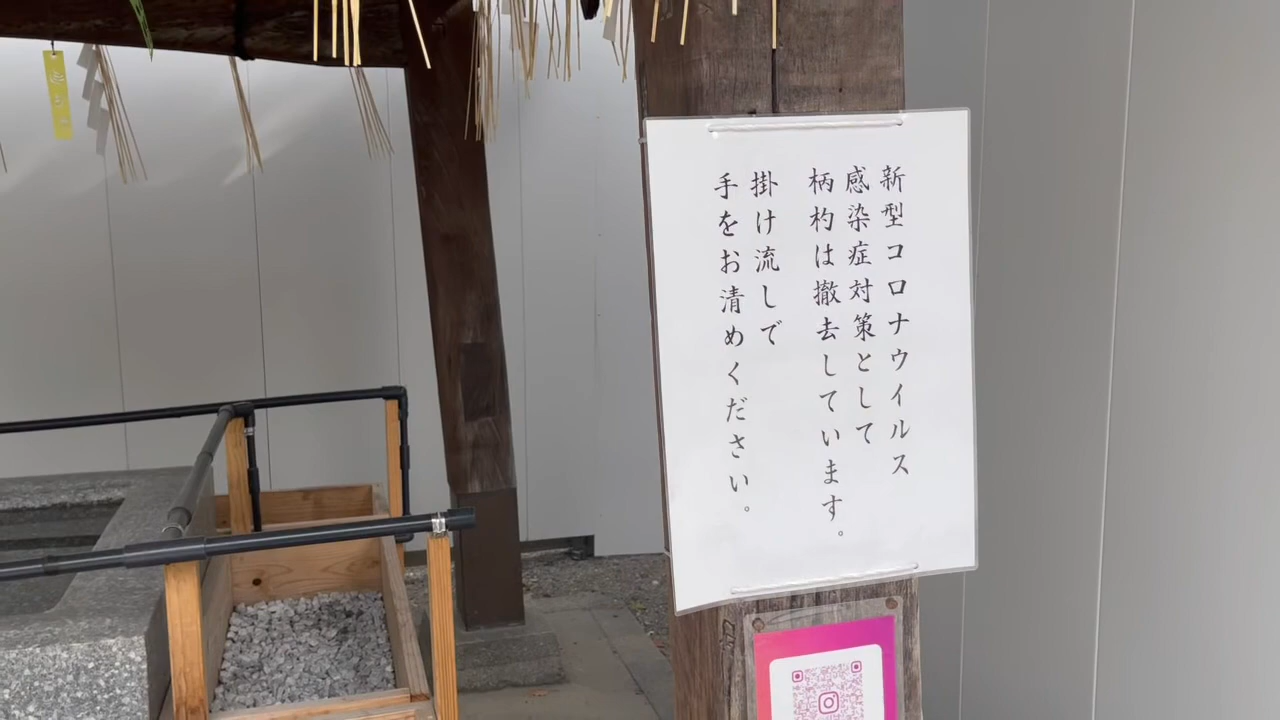 新型コロナウイルス
感染症対策として
柄杓は撤去しています。
掛け流しで
手をお清めください。